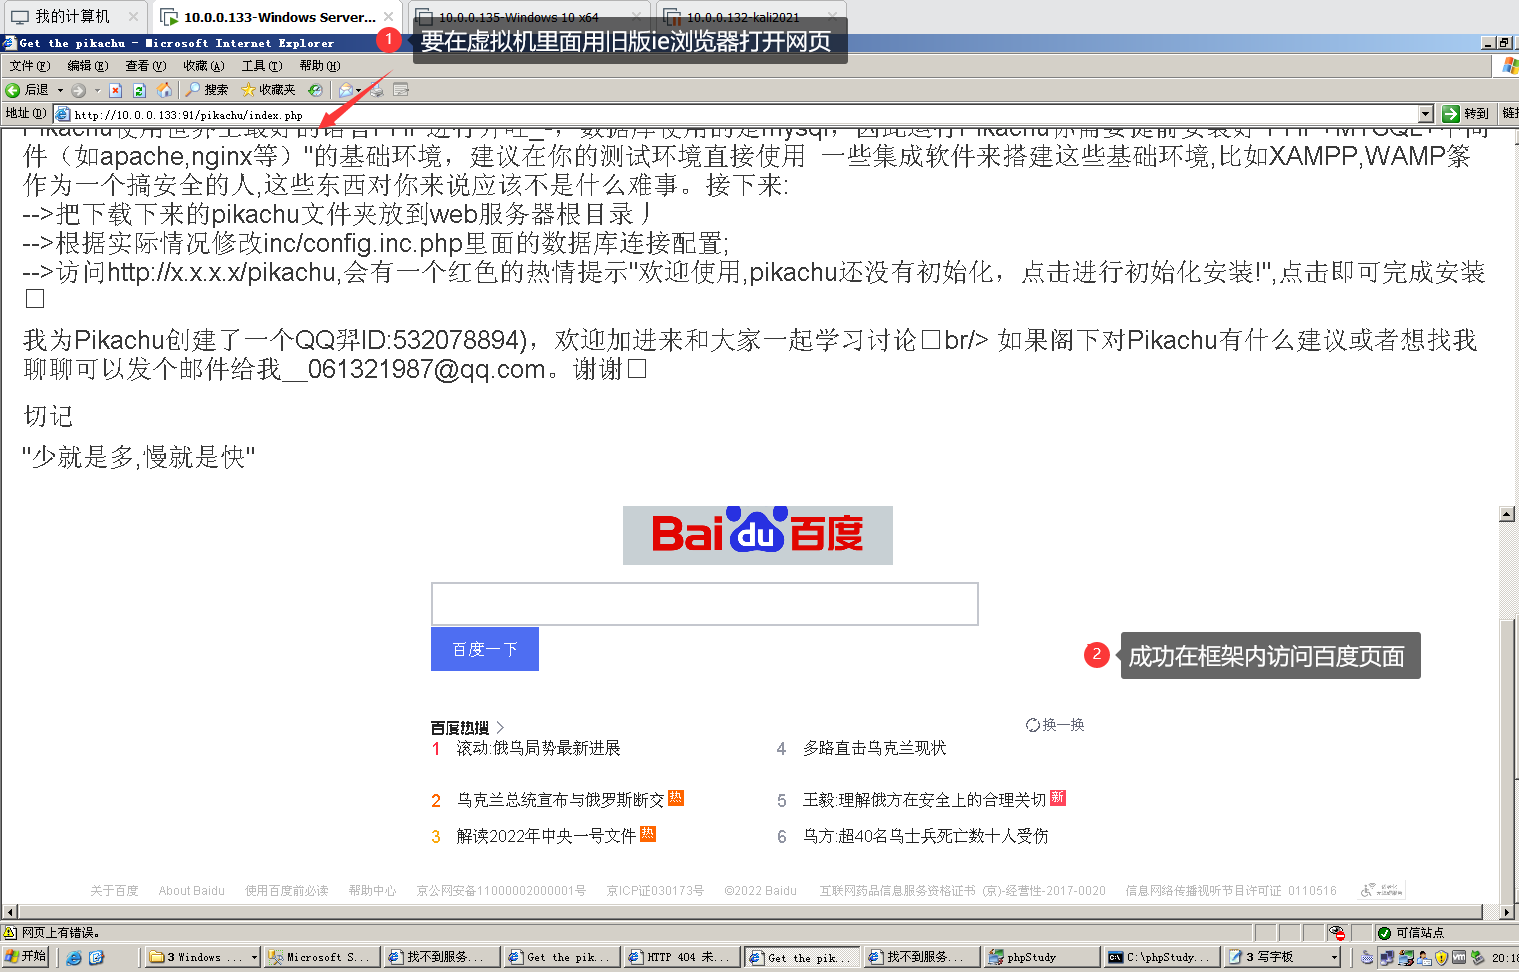 我的计算机
10.0.0.133-Windows Server...
10.0.0.135-Windows 10 x64
10.0.0.132-kali2021
Get the pikachu - Microsoft Internet Explorer
1
要在虚拟机里面用旧版ie浏览器打开网页
文件(F) 编辑(E) 查看(V) 收藏(A) 工具(T) 帮助(H)
后退 搜索 收藏夹
地址(D) http://10.0.0.133:91/pikachu/index.php 转到 链
件（如apache,nginx等）"的基础环境，建议在你的测试环境直接使用 一些集成软件来搭建这些基础环境,比如XAMPP,WAMP
作为一个搞安全的人,这些东西对你来说应该不是什么难事。接下来:
-->把下载下来的pikachu文件夹放到web服务器根目录丿
-->根据实际情况修改inc/config.inc.php里面的数据库连接配置;
-->访问http://x.x.x.x/pikachu,会有一个红色的热情提示"欢迎使用,pikachu还没有初始化，点击进行初始化安装!",点击即可完成安装
□
我为Pikachu创建了一个QQ羿ID:532078894)，欢迎加进来和大家一起学习讨论□br/> 如果阁下对Pikachu有什么建议或者想找我
聊聊可以发个邮件给我__061321987@qq.com。谢谢□
切记
"少就是多,慢就是快"
Bai du 百度
百度一下
2
成功在框架内访问百度页面
百度热搜 >
换一换
1 滚动:俄乌局势最新进展
4 多路直击乌克兰现状
2 乌克兰总统宣布与俄罗斯断交 热
5 王毅:理解俄方在安全上的合理关切 新
3 解读2022年中央一号文件 热
6 乌方:超40名乌士兵死亡数十人受伤
关于百度 About Baidu 使用百度前必读 帮助中心 京公网安备11000002000001号 京ICP证030173号 ©2022 Baidu 互联网药品信息服务资格证书 (京)-经营性-2017-0020 信息网络传播视听节目许可证 0110516
网页上有错误。 可信站点
开始 3 Windows ... Microsoft S... 找不到服务... Get the pik... HTTP 404 未... Get the pik... 找不到服务... phpStudy C:\phpStudy... 3 写字板 20:18